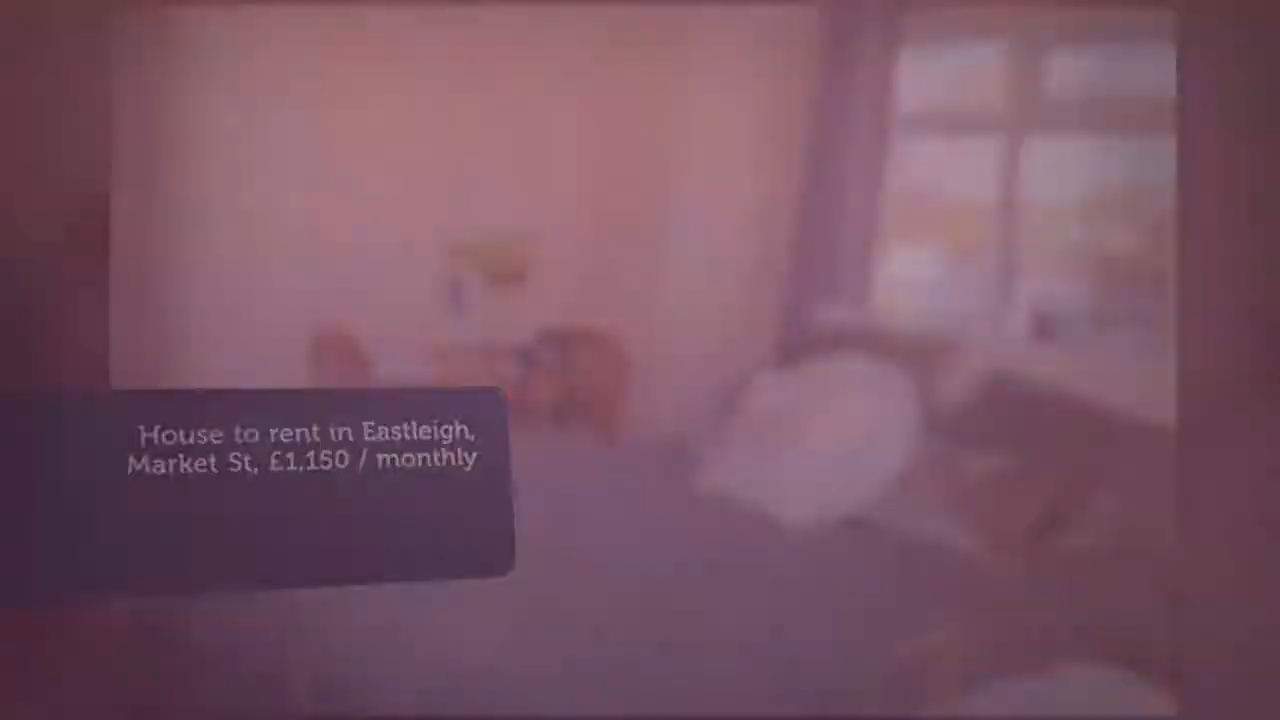 House to rent in Eastleigh,
Market St, £1,150 / monthly